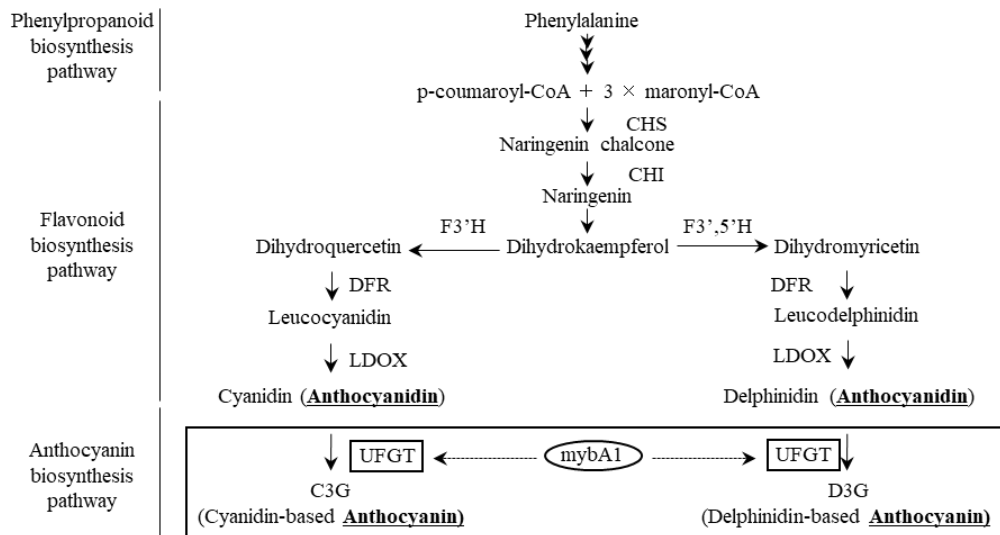 Phenylpropanoid
biosynthesis
pathway
Phenylalanine
p-coumaroyl-CoA + 3 × maronyl-CoA
CHS
Naringenin chalcone
CHI
Naringenin
Flavonoid
biosynthesis
pathway
F3’H
F3’,5’H
Dihydroquercetin
Dihydrokaempferol
Dihydromyricetin
DFR
DFR
Leucocyanidin
Leucodelphinidin
LDOX
LDOX
Cyanidin (Anthocyanidin)
Delphinidin (Anthocyanidin)
Anthocyanin
biosynthesis
pathway
UFGT
mybA1
UFGT
C3G
D3G
(Cyanidin-based Anthocyanin)
(Delphinidin-based Anthocyanin)